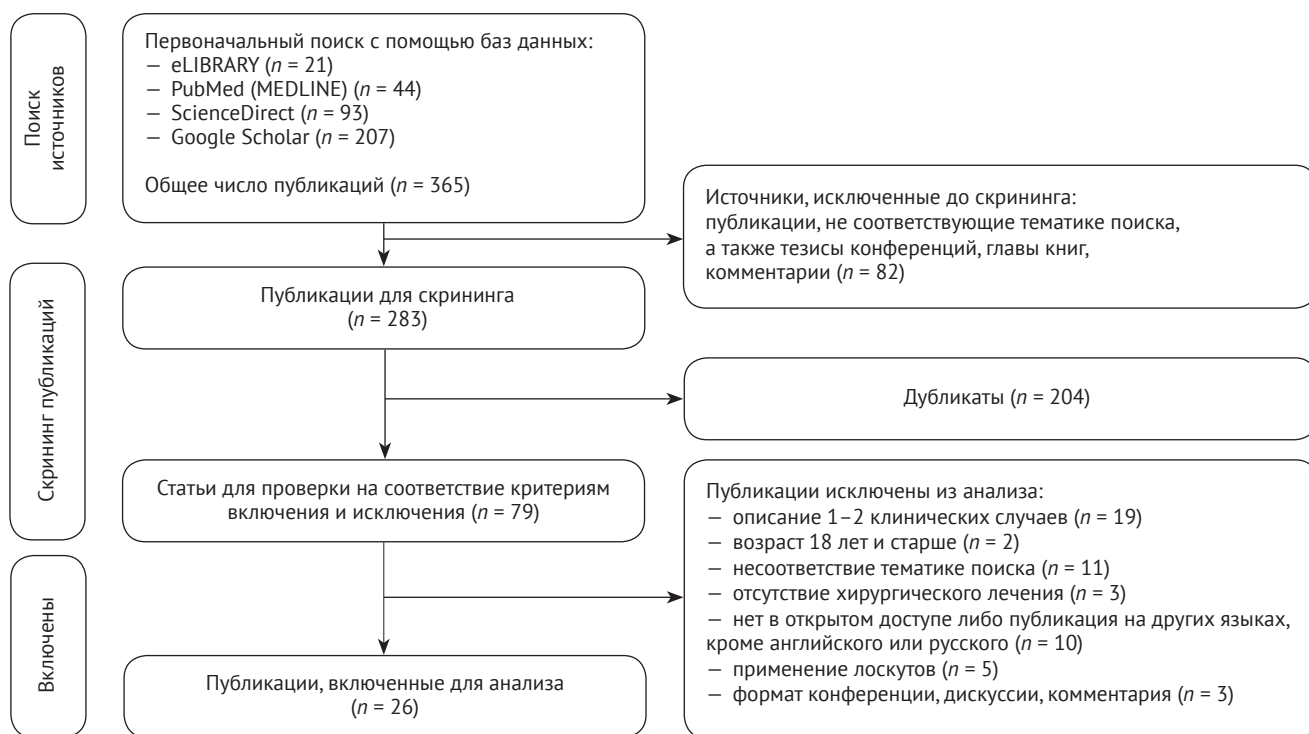 Поиск
источников
Первоначальный поиск с помощью баз данных:
— eLIBRARY (n = 21)
— PubMed (MEDLINE) (n = 44)
— ScienceDirect (n = 93)
— Google Scholar (n = 207)
Общее число публикаций (n = 365)
Источники, исключенные до скрининга:
публикации, не соответствующие тематике поиска,
а также тезисы конференций, главы книг,
комментарии (n = 82)
Скрининг публикаций
Публикации для скрининга
(n = 283)
Дубликаты (n = 204)
Статьи для проверки на соответствие критериям
включения и исключения (n = 79)
Публикации исключены из анализа:
— описание 1–2 клинических случаев (n = 19)
— возраст 18 лет и старше (n = 2)
— несоответствие тематике поиска (n = 11)
— отсутствие хирургического лечения (n = 3)
— нет в открытом доступе либо публикация на других языках,
кроме английского или русского (n = 10)
— применение лоскутов (n = 5)
— формат конференции, дискуссии, комментария (n = 3)
Включены
Публикации, включенные для анализа
(n = 26)